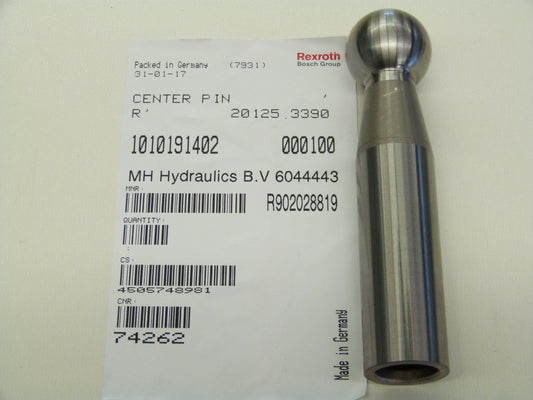 Rexroth
Bosch Group
Packed in Germany (7931)
31-01-17
CENTER PIN '
R' 20125.3390
1010191402 000100
MH Hydraulics B.V 6044443
MNR:
R902028819
QUANTITY:
:
CS:
4505748981
CNR:
74262
Made in Germany